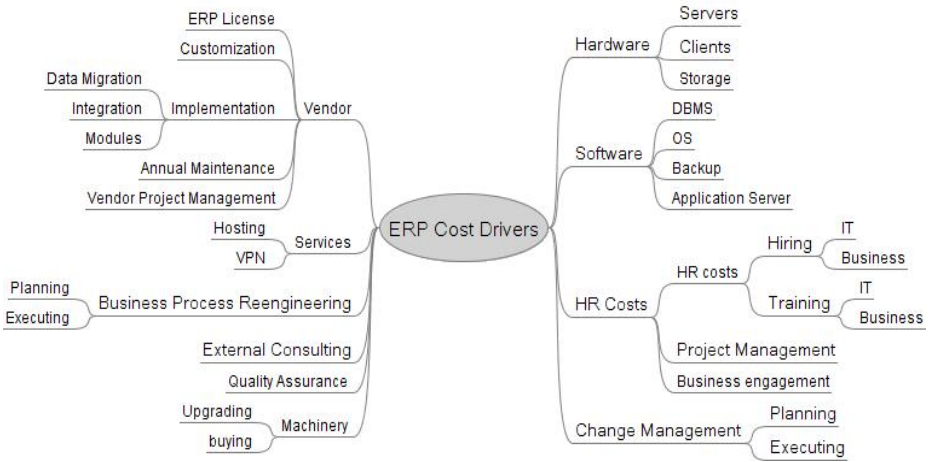 ERP License
Customization
Data Migration
Integration
Modules
Implementation
Vendor
Annual Maintenance
Vendor Project Management
Hosting
VPN
Services
Planning
Executing
Business Process Reengineering
External Consulting
Quality Assurance
Upgrading
buying
Machinery
ERP Cost Drivers
Hardware
Servers
Clients
Storage
Software
DBMS
OS
Backup
Application Server
HR Costs
HR costs
Hiring
IT
Business
Training
IT
Business
Project Management
Business engagement
Change Management
Planning
Executing